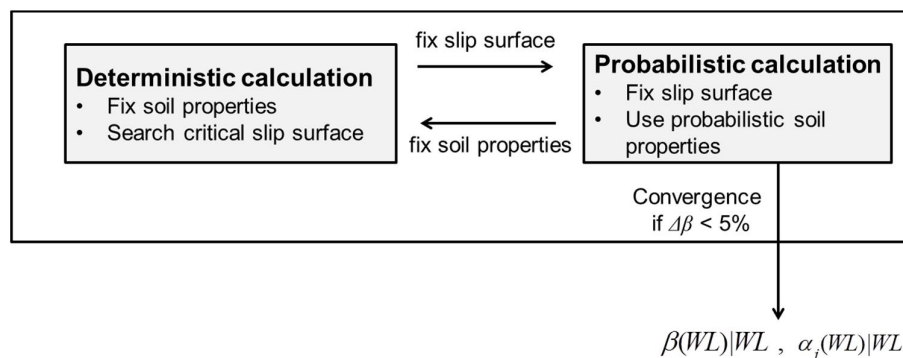 fix slip surface
Deterministic calculation
• Fix soil properties
• Search critical slip surface
Probabilistic calculation
• Fix slip surface
• Use probabilistic soil
properties
fix soil properties
Convergence
if Δβ < 5%
β(WL)|WL , α_i(WL)|WL